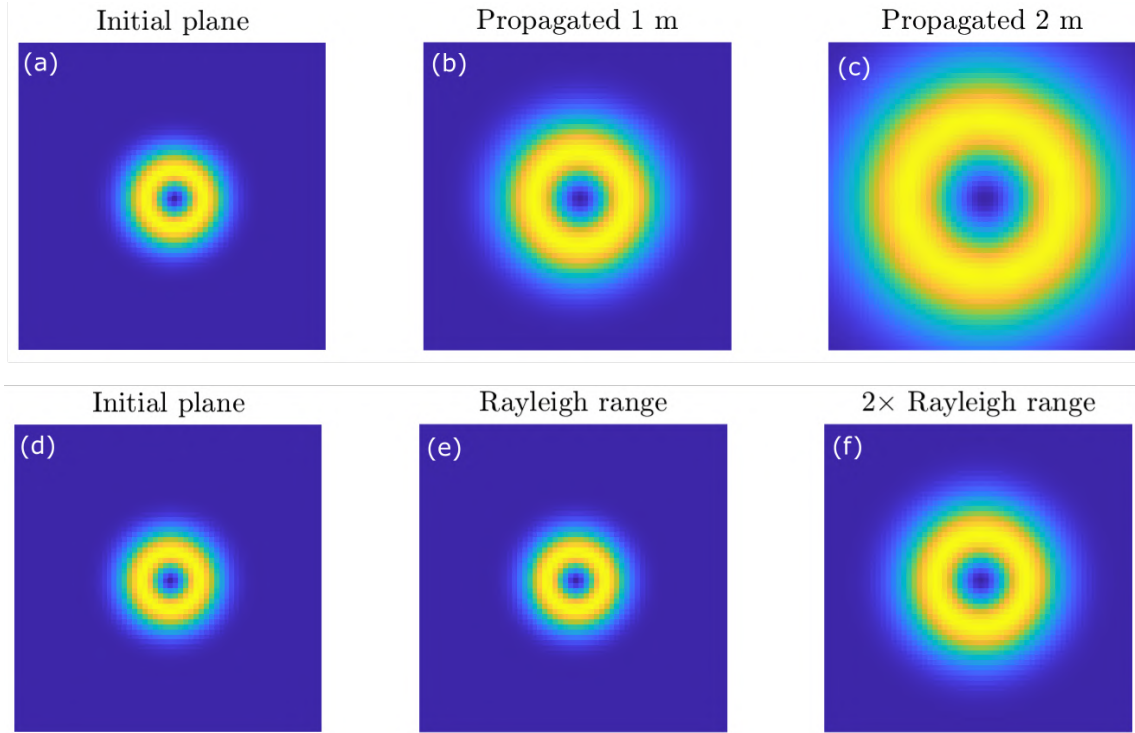 Initial plane
Propagated 1 m
Propagated 2 m
(a)
(b)
(c)
Initial plane
Rayleigh range
2× Rayleigh range
(d)
(e)
(f)